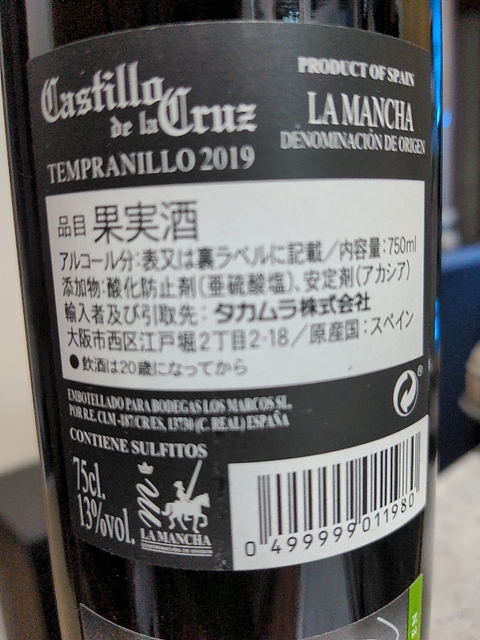 Castillo
de la Cruz
TEMPRANILLO 2019
PRODUCT OF SPAIN
LA MANCHA
DENOMINACIÓN DE ORIGEN
品目 果実酒
アルコール分:表又は裏ラベルに記載/内容量:750ml
添加物:酸化防止剤(亜硫酸塩)、安定剤(アカシア)
輸入者及び引取先:タカムラ株式会社
大阪市西区江戸堀2丁目2-18/原産国:スペイン
●飲酒は20歳になってから
EMBOTELLADO PARA BODEGAS LOS MARCOS SL.
POR R.E. CLM-187/CRES, 13730 (C. REAL) ESPAÑA
CONTIENE SULFITOS
75cl.
13%vol.
LA MANCHA
0 499999 011980